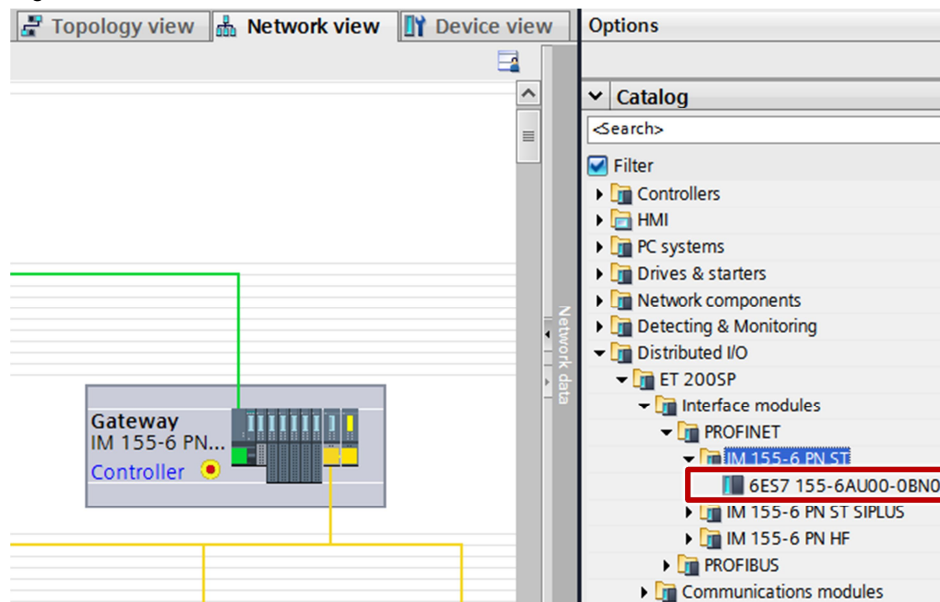 Topology view
Network view
Device view
Network data
Gateway
IM 155-6 PN...
Controller
Options
Catalog
<Search>
Filter
Controllers
HMI
PC systems
Drives & starters
Network components
Detecting & Monitoring
Distributed I/O
ET 200SP
Interface modules
PROFINET
IM 155-6 PN ST
6ES7 155-6AU00-0BN0
IM 155-6 PN ST SIPLUS
IM 155-6 PN HF
PROFIBUS
Communications modules